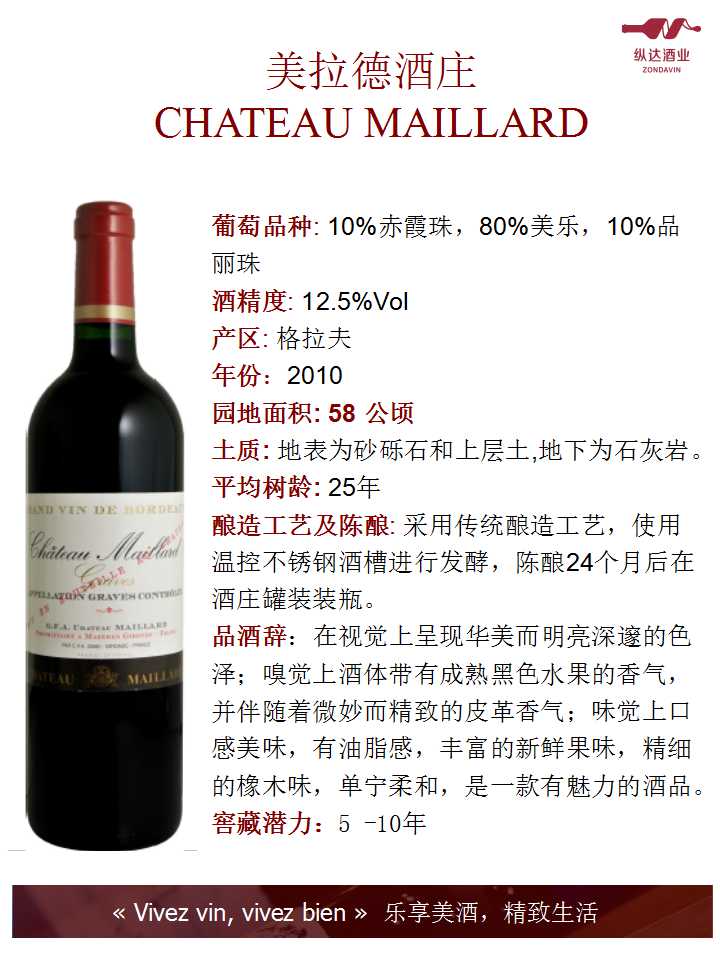 纵达酒业
ZONDAVIN
美拉德酒庄
CHATEAU MAILLARD
葡萄品种: 10%赤霞珠，80%美乐，10%品
丽珠
酒精度: 12.5%Vol
产区: 格拉夫
年份：2010
园地面积: 58 公顷
土质: 地表为砂砾石和上层土,地下为石灰岩。
平均树龄: 25年
酿造工艺及陈酿: 采用传统酿造工艺，使用
温控不锈钢酒槽进行发酵，陈酿24个月后在
酒庄罐装装瓶。
品酒辞：在视觉上呈现华美而明亮深邃的色
泽；嗅觉上酒体带有成熟黑色水果的香气，
并伴随着微妙而精致的皮革香气；味觉上口
感美味，有油脂感，丰富的新鲜果味，精细
的橡木味，单宁柔和，是一款有魅力的酒品。
窖藏潜力：5 -10年
RAND VIN DE BORDEAU
Château Maillard
Graves
APPELLATION GRAVES CONTRÔLÉE
G.F.A. CHATEAU MAILLARD
CHATEAU MAILLARD
« Vivez vin, vivez bien » 乐享美酒，精致生活